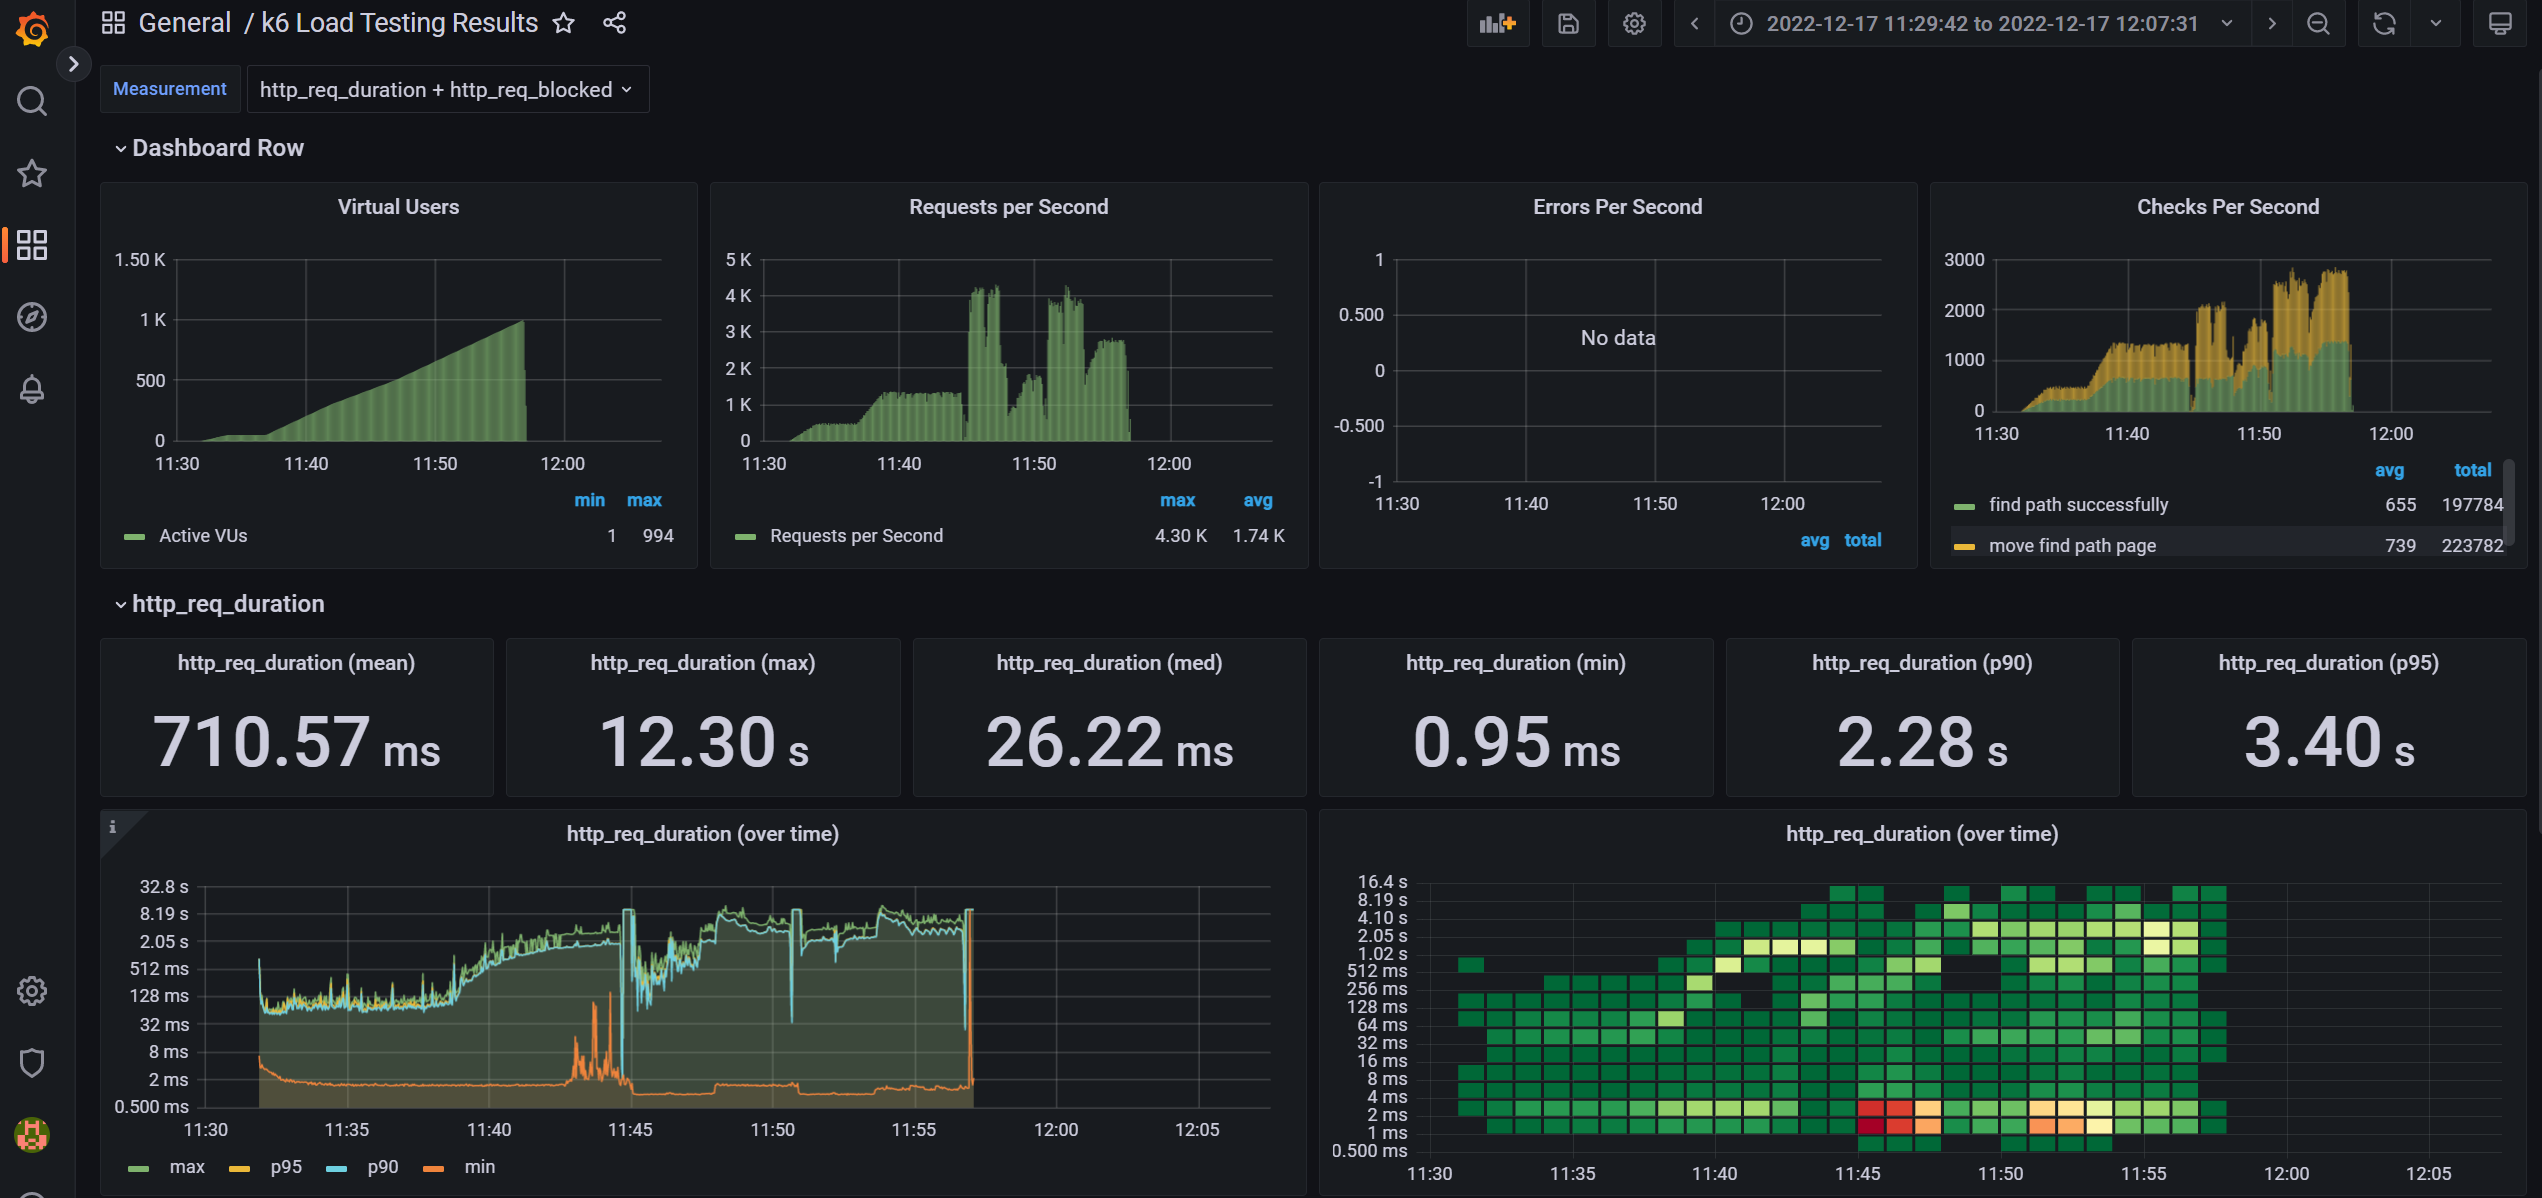 General / k6 Load Testing Results
2022-12-17 11:29:42 to 2022-12-17 12:07:31
Measurement
http_req_duration + http_req_blocked
Dashboard Row
Virtual Users
1.50 K
1 K
500
0
11:30 11:40 11:50 12:00
min max
Active VUs 1 994
Requests per Second
5 K
4 K
3 K
2 K
1 K
0
11:30 11:40 11:50 12:00
max avg
Requests per Second 4.30 K 1.74 K
Errors Per Second
1
0.500
0
-0.500
-1
No data
11:30 11:40 11:50 12:00
avg total
Checks Per Second
3000
2000
1000
0
11:30 11:40 11:50 12:00
avg total
find path successfully 655 197784
move find path page 739 223782
http_req_duration
http_req_duration (mean)
710.57 ms
http_req_duration (max)
12.30 s
http_req_duration (med)
26.22 ms
http_req_duration (min)
0.95 ms
http_req_duration (p90)
2.28 s
http_req_duration (p95)
3.40 s
i
http_req_duration (over time)
32.8 s
8.19 s
2.05 s
512 ms
128 ms
32 ms
8 ms
2 ms
0.500 ms
11:30 11:35 11:40 11:45 11:50 11:55 12:00 12:05
max p95 p90 min
http_req_duration (over time)
16.4 s
8.19 s
4.10 s
2.05 s
1.02 s
512 ms
256 ms
128 ms
64 ms
32 ms
16 ms
8 ms
4 ms
2 ms
1 ms
0.500 ms
11:30 11:35 11:40 11:45 11:50 11:55 12:00 12:05